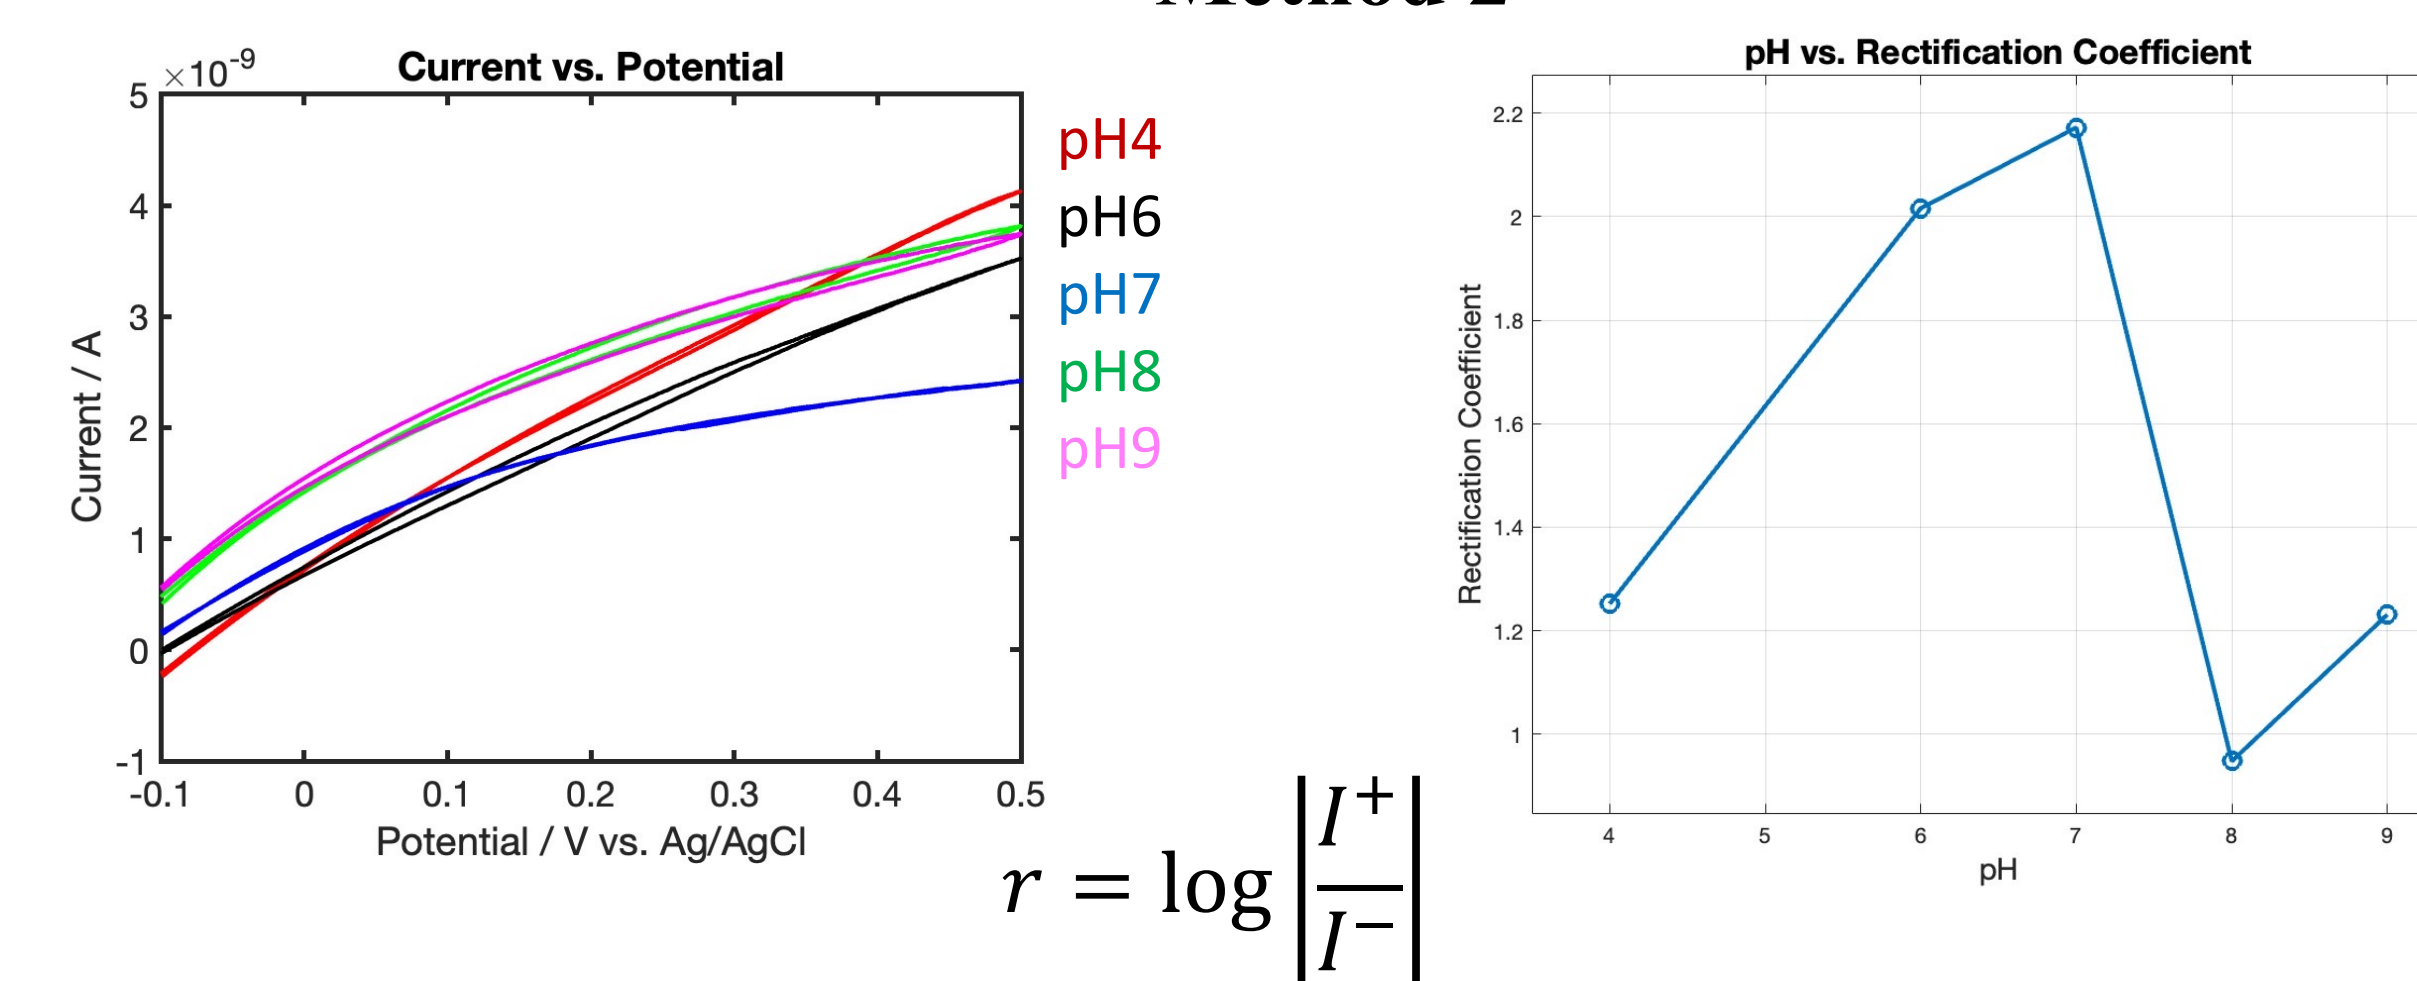 Method 2
Current vs. Potential
×10⁻⁹
5
4
3
2
1
0
-1
Current / A
-0.1 0 0.1 0.2 0.3 0.4 0.5
Potential / V vs. Ag/AgCl
pH4
pH6
pH7
pH8
pH9
r = log |I⁺/I⁻|
pH vs. Rectification Coefficient
2.2
2
1.8
1.6
1.4
1.2
1
Rectification Coefficient
4 5 6 7 8 9
pH